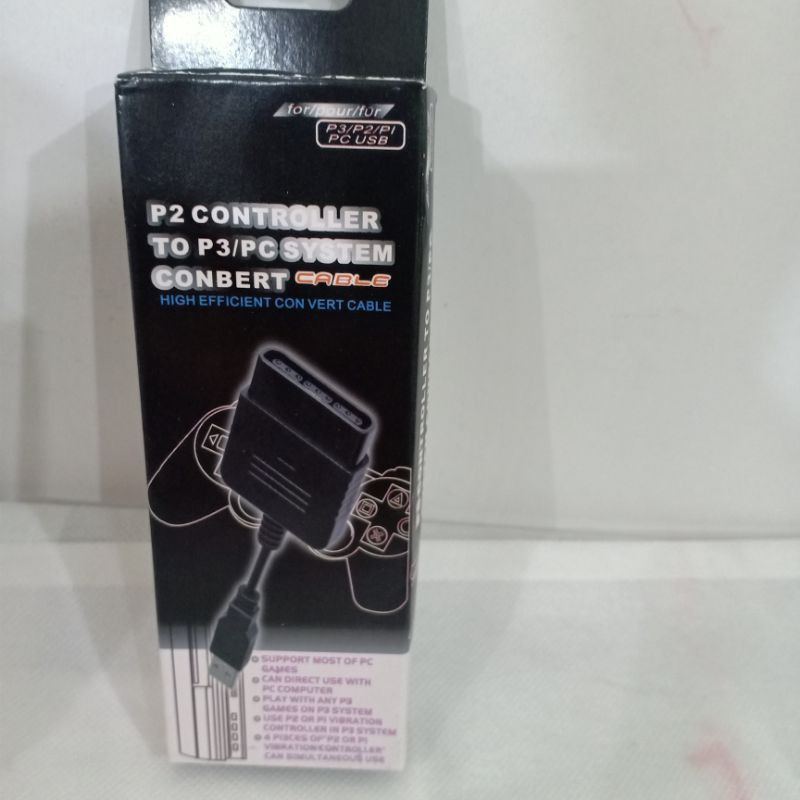 for/pour/für
P3/P2/PI
PC USB
P2 CONTROLLER
TO P3/PC SYSTEM
CONBERT CABLE
HIGH EFFICIENT CON VERT CABLE
SUPPORT MOST OF PC
GAMES
CAN DIRECT USE WITH
PC COMPUTER
PLAY WITH ANY P3
GAMES ON P3 SYSTEM
USE P2 OR PI VIBRATION
CONTROLLER IN P3 SYSTEM
4 PISCES OF P2 OR PI
VIBRATION CONTROLLER
CAN SIMULTANEOUS USE